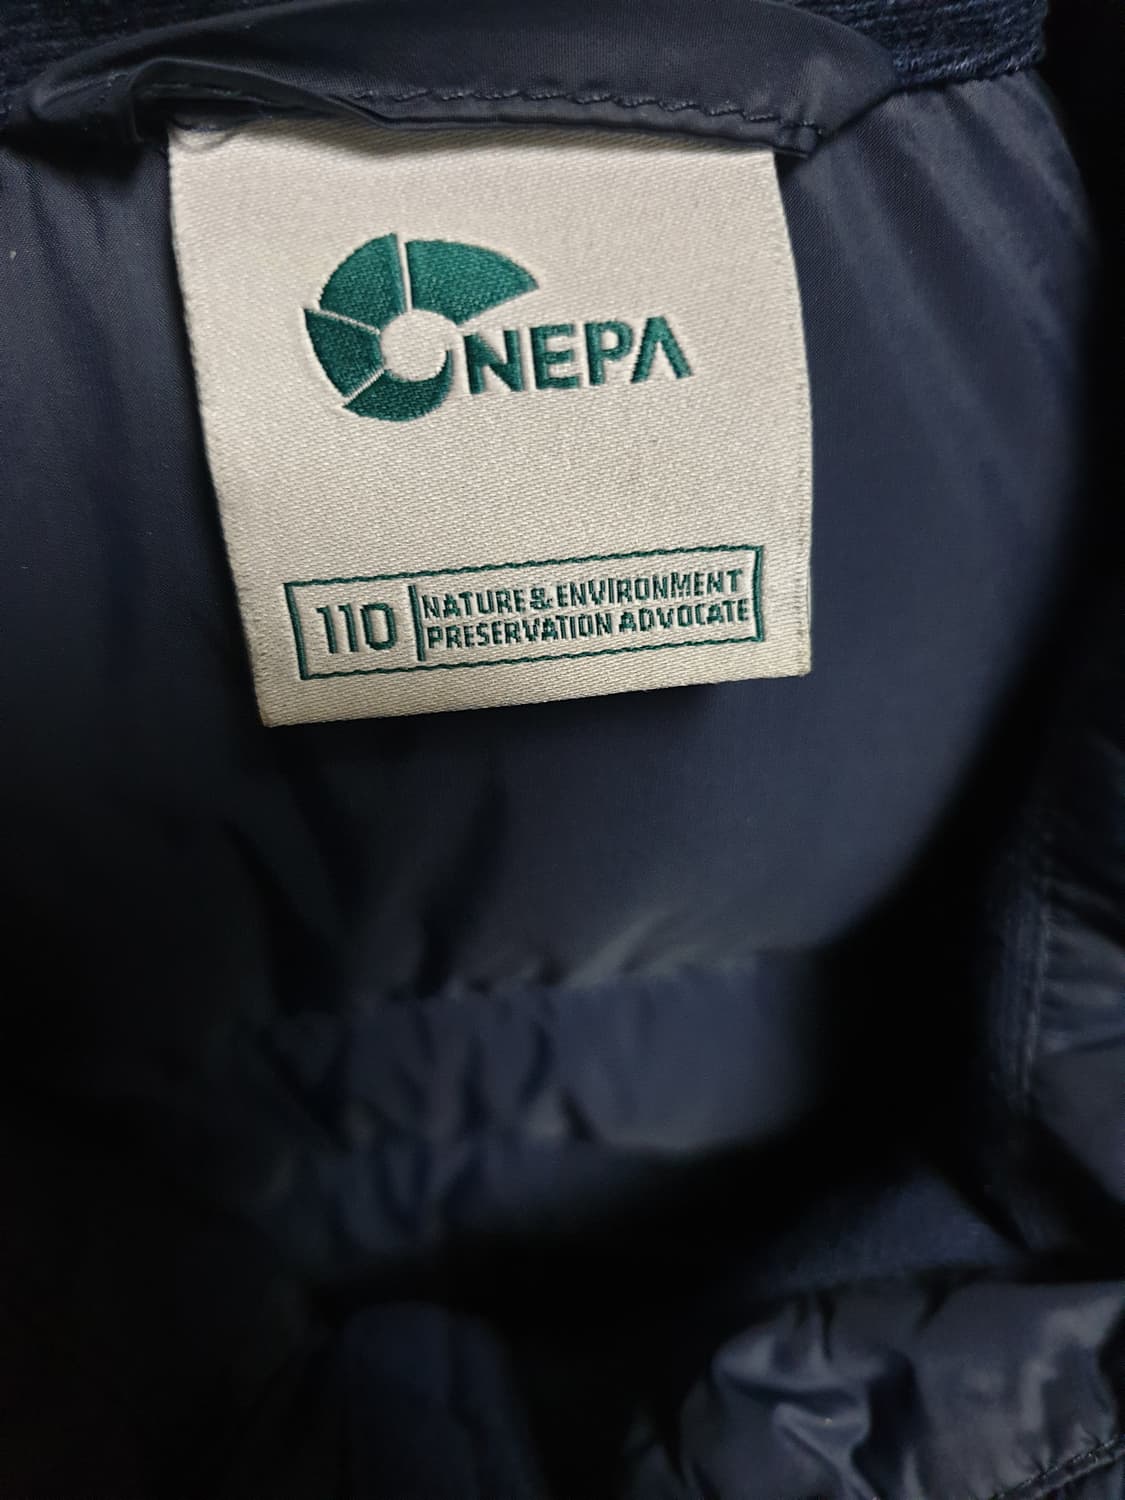 NEPA
110
NATURE & ENVIRONMENT
PRESERVATION ADVOCATE